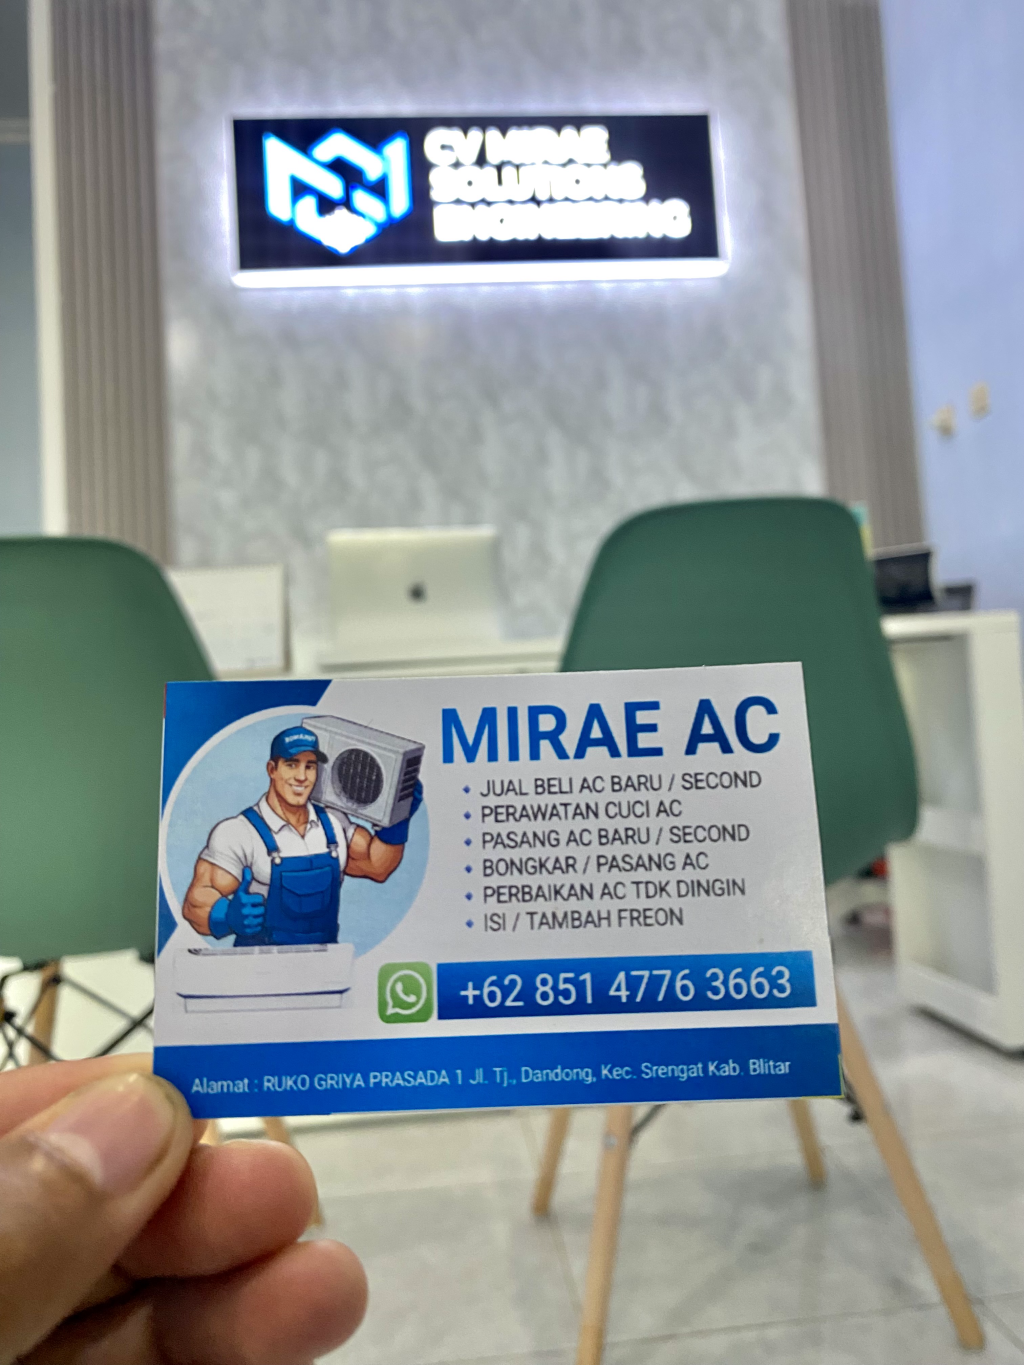 CV MIRAE
SOLUTIONS
ENGINEERING
MIRAE AC
• JUAL BELI AC BARU / SECOND
• PERAWATAN CUCI AC
• PASANG AC BARU / SECOND
• BONGKAR / PASANG AC
• PERBAIKAN AC TDK DINGIN
• ISI / TAMBAH FREON
+62 851 4776 3663
Alamat : RUKO GRIYA PRASADA 1 Jl. Tj., Dandong, Kec. Srengat Kab. Blitar